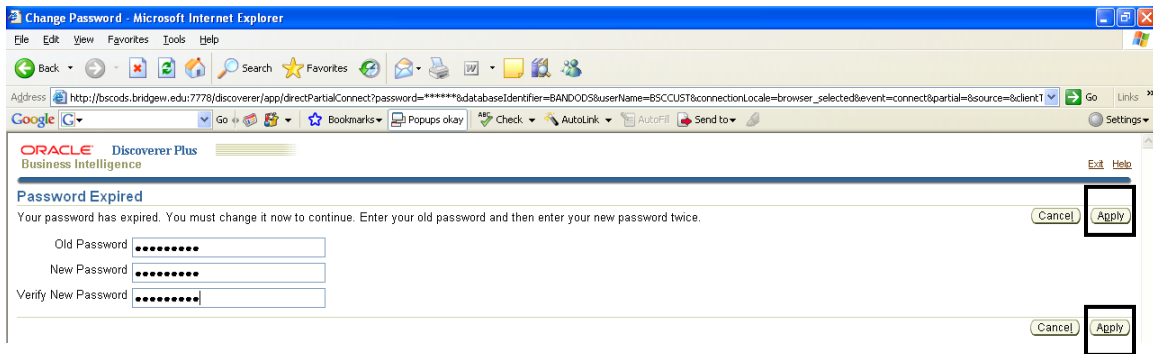 Change Password - Microsoft Internet Explorer
File Edit View Favorites Tools Help
Back Search Favorites
Address http://bscods.bridgew.edu:7778/discoverer/app/directPartialConnect?password=******&databaseIdentifier=BANDODS&userName=BSCCUST&connectionLocale=browser_selected&event=connect&partial=&source=&clientT Go Links »
Google G Go Bookmarks Popups okay ABC Check AutoLink AutoFill Send to Settings
ORACLE Discoverer Plus
Business Intelligence
Exit Help
Password Expired
Your password has expired. You must change it now to continue. Enter your old password and then enter your new password twice.
Cancel Apply
Old Password •••••••••
New Password •••••••••
Verify New Password •••••••••
Cancel Apply